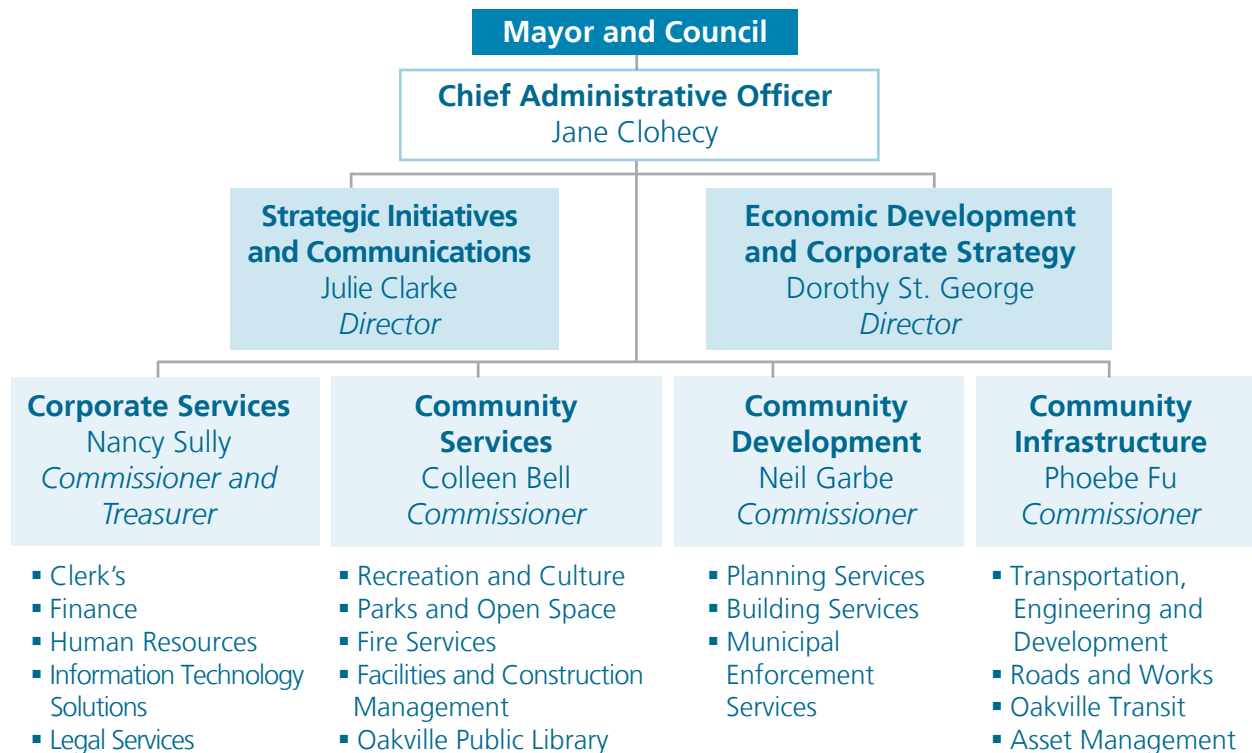 Mayor and Council
Chief Administrative Officer
Jane Clohecy
Strategic Initiatives
and Communications
Julie Clarke
Director
Economic Development
and Corporate Strategy
Dorothy St. George
Director
Corporate Services
Nancy Sully
Commissioner and
Treasurer
▪ Clerk's
▪ Finance
▪ Human Resources
▪ Information Technology
Solutions
▪ Legal Services
Community
Services
Colleen Bell
Commissioner
▪ Recreation and Culture
▪ Parks and Open Space
▪ Fire Services
▪ Facilities and Construction
Management
▪ Oakville Public Library
Community
Development
Neil Garbe
Commissioner
▪ Planning Services
▪ Building Services
▪ Municipal
Enforcement
Services
Community
Infrastructure
Phoebe Fu
Commissioner
▪ Transportation,
Engineering and
Development
▪ Roads and Works
▪ Oakville Transit
▪ Asset Management